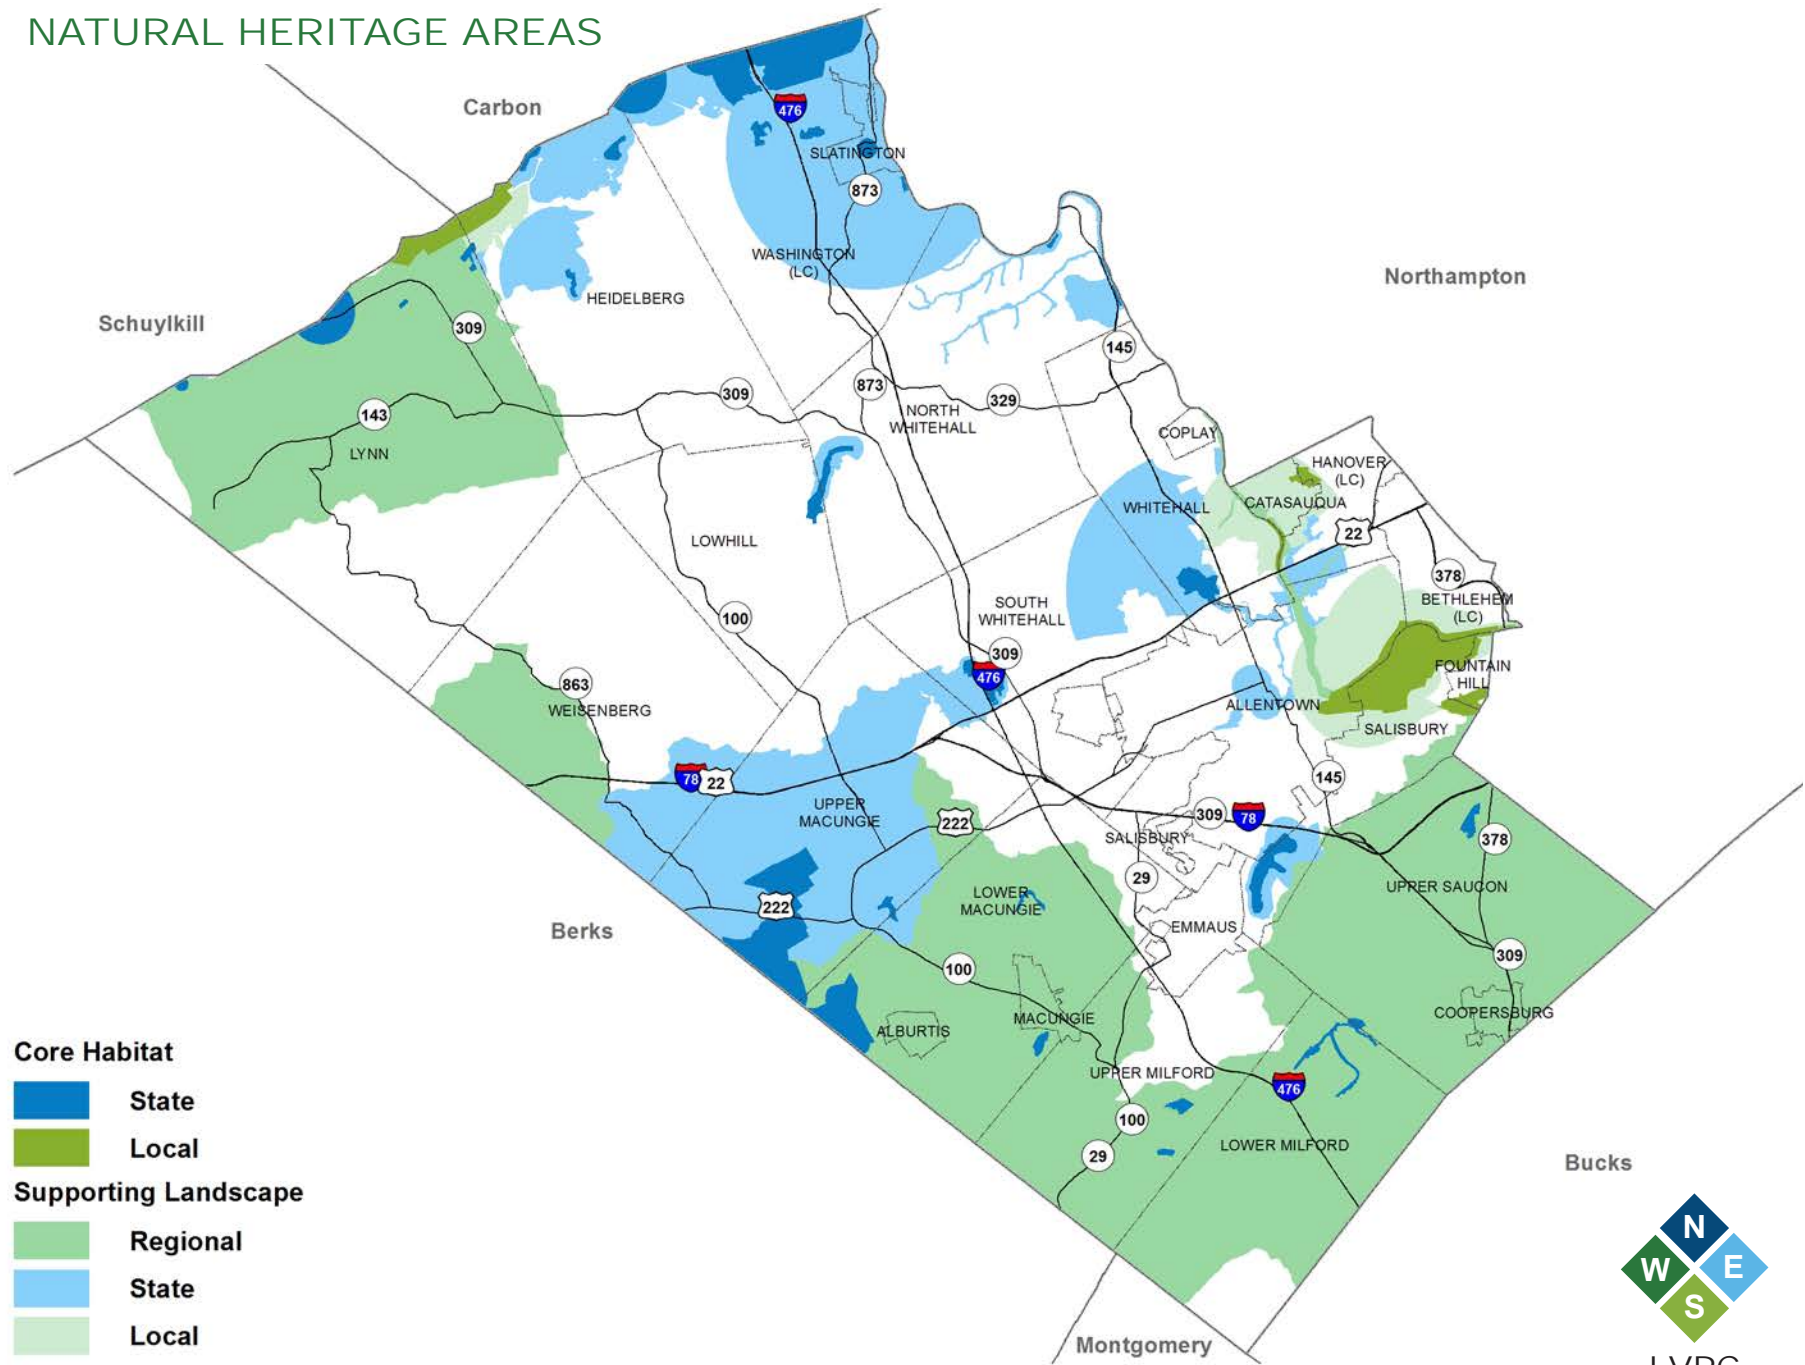 NATURAL HERITAGE AREAS
Carbon
476
SLATINGTON
873
WASHINGTON
(LC)
Northampton
HEIDELBERG
Schuylkill
309
145
309
873
329
143
NORTH
WHITEHALL
COPLAY
LYNN
HANOVER
(LC)
WHITEHALL
CATASAUQUA
22
LOWHILL
378
BETHLEHEM
(LC)
SOUTH
WHITEHALL
100
309
476
FOUNTAIN
HILL
863
WEISENBERG
ALLENTOWN
SALISBURY
78
22
145
UPPER
MACUNGIE
222
309
78
SALISBURY
378
29
UPPER SAUCON
LOWER
MACUNGIE
222
EMMAUS
Berks
309
100
COOPERSBURG
MACUNGIE
ALBURTIS
UPPER MILFORD
476
100
LOWER MILFORD
29
Bucks
Montgomery
Core Habitat
State
Local
Supporting Landscape
Regional
State
Local
N
W E
S
LVPC